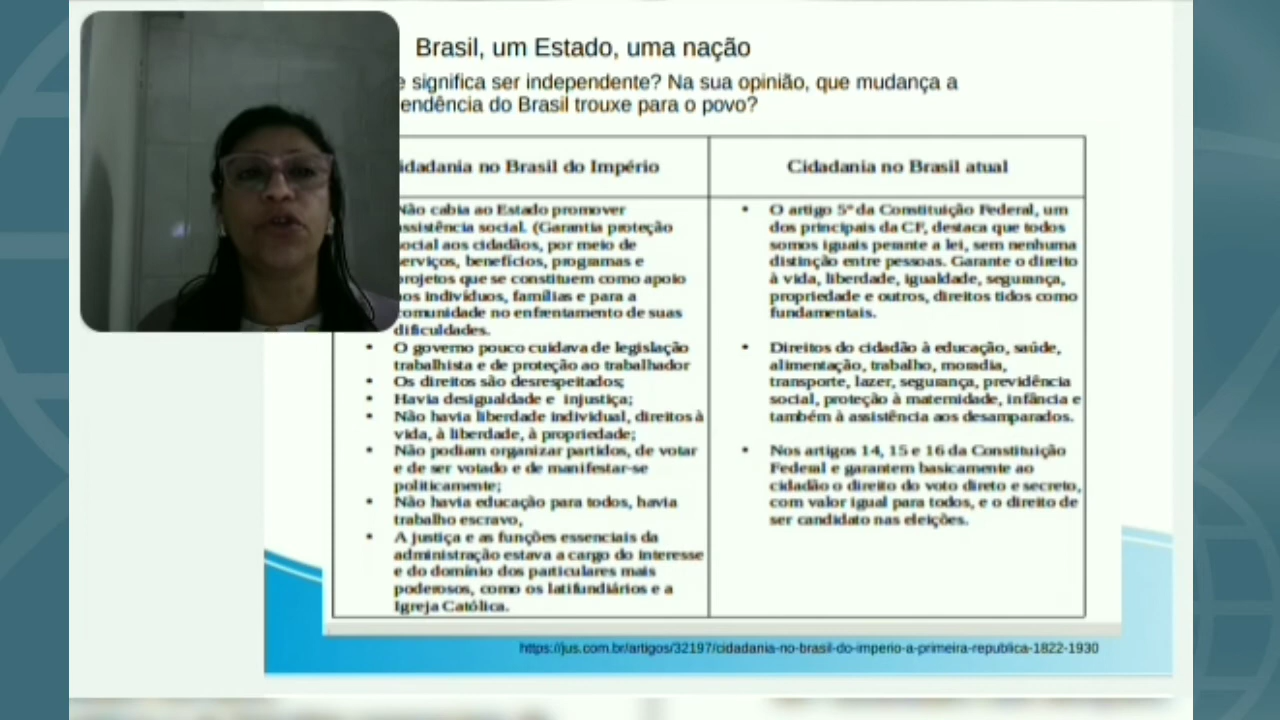 Brasil, um Estado, uma nação
significa ser independente? Na sua opinião, que mudança a
do Brasil trouxe para o povo?
no Brasil do Império
Não cabia ao Estado promover
assistência social. (Garantia proteção
social aos cidadãos, por meio de
serviços, benefícios, programas e
projetos que se constituem como apoio
aos indivíduos, famílias e para a
comunidade no enfrentamento de suas
dificuldades.
• O governo pouco cuidava de legislação
trabalhista e de proteção ao trabalhador
• Os direitos são desrespeitados;
• Havia desigualdade e injustiça;
• Não havia liberdade individual, direitos à
vida, à liberdade, à propriedade;
• Não podiam organizar partidos, de votar
e de ser votado e de manifestar-se
politicamente;
• Não havia educação para todos, havia
trabalho escravo,
• A justiça e as funções essenciais da
administração estava a cargo do interesse
e do domínio dos particulares mais
poderosos, como os latifundiários e a
Igreja Católica.
Cidadania no Brasil atual
• O artigo 5º da Constituição Federal, um
dos principais da CF, destaca que todos
somos iguais perante a lei, sem nenhuma
distinção entre pessoas. Garante o direito
à vida, liberdade, igualdade, segurança,
propriedade e outros, direitos tidos como
fundamentais.
• Direitos do cidadão à educação, saúde,
alimentação, trabalho, moradia,
transporte, lazer, segurança, previdência
social, proteção à maternidade, infância e
também à assistência aos desamparados.
• Nos artigos 14, 15 e 16 da Constituição
Federal e garantem basicamente ao
cidadão o direito do voto direto e secreto,
com valor igual para todos, e o direito de
ser candidato nas eleições.
https://jus.com.br/artigos/32197/cidadania-no-brasil-do-imperio-a-primeira-republica-1822-1930